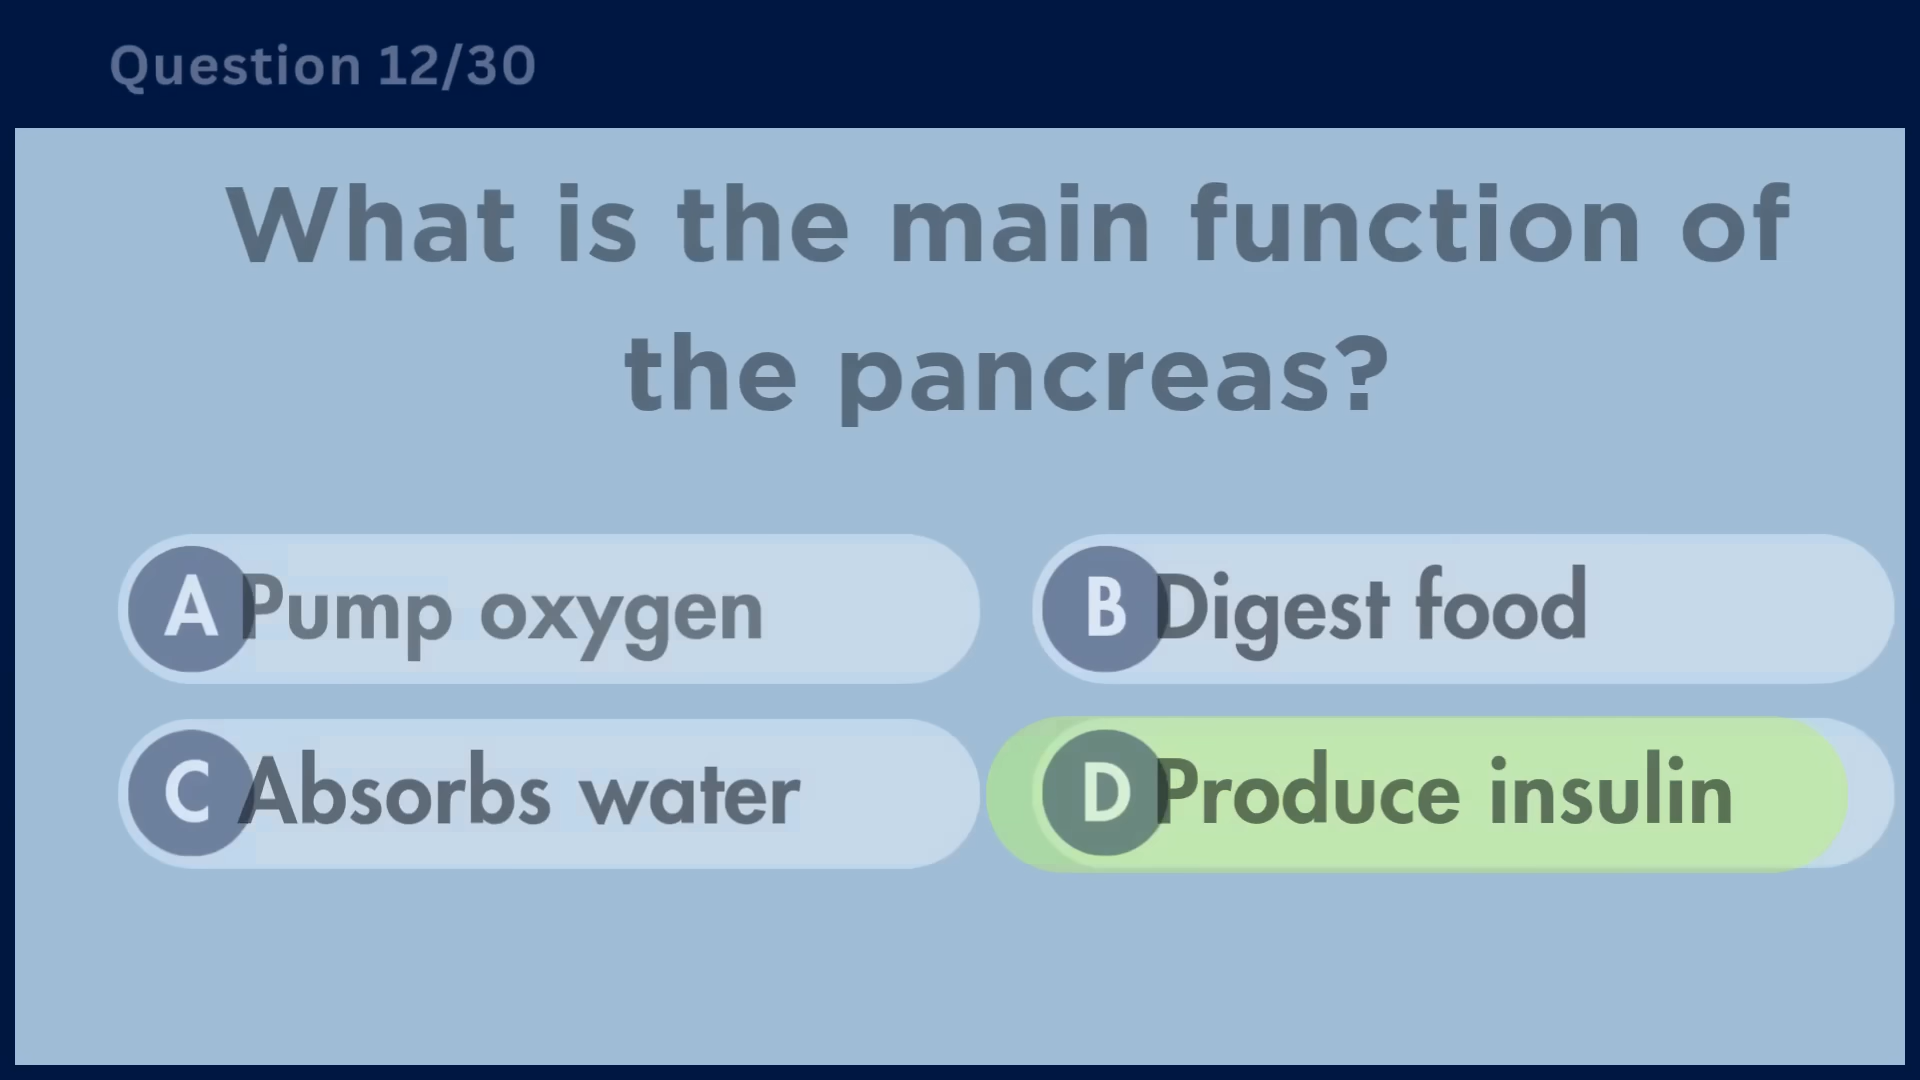 Question 12/30
What is the main function of
the pancreas?
A Pump oxygen
B Digest food
C Absorbs water
D Produce insulin